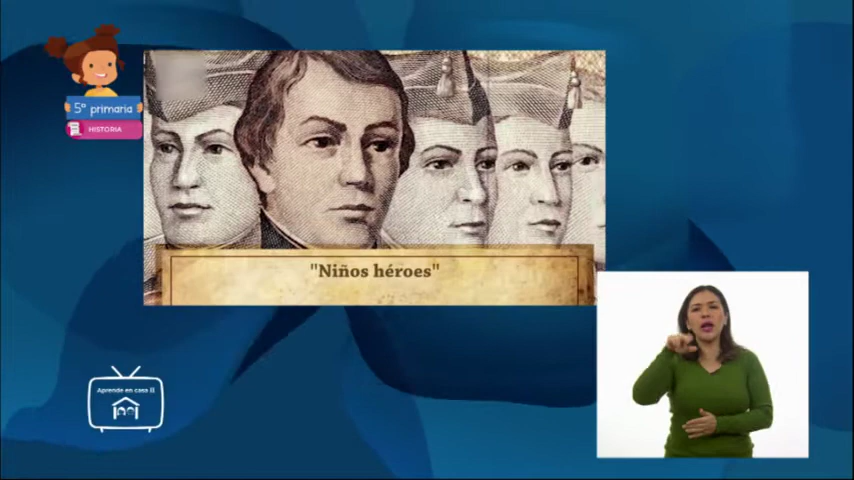 5° primaria
HISTORIA
"Niños héroes"
Aprende en casa II